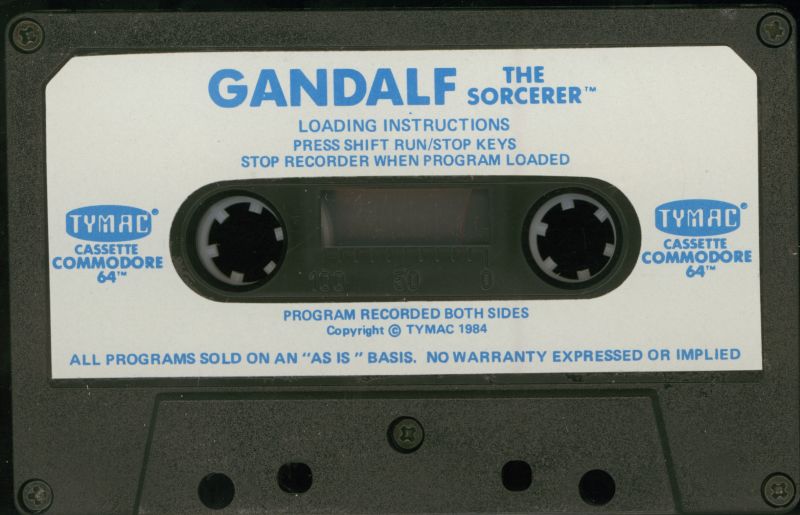 GANDALF THE SORCERER™
LOADING INSTRUCTIONS
PRESS SHIFT RUN/STOP KEYS
STOP RECORDER WHEN PROGRAM LOADED
TYMAC®
CASSETTE
COMMODORE
64™
TYMAC®
CASSETTE
COMMODORE
64™
100 50 0
PROGRAM RECORDED BOTH SIDES
Copyright © TYMAC 1984
ALL PROGRAMS SOLD ON AN "AS IS" BASIS. NO WARRANTY EXPRESSED OR IMPLIED